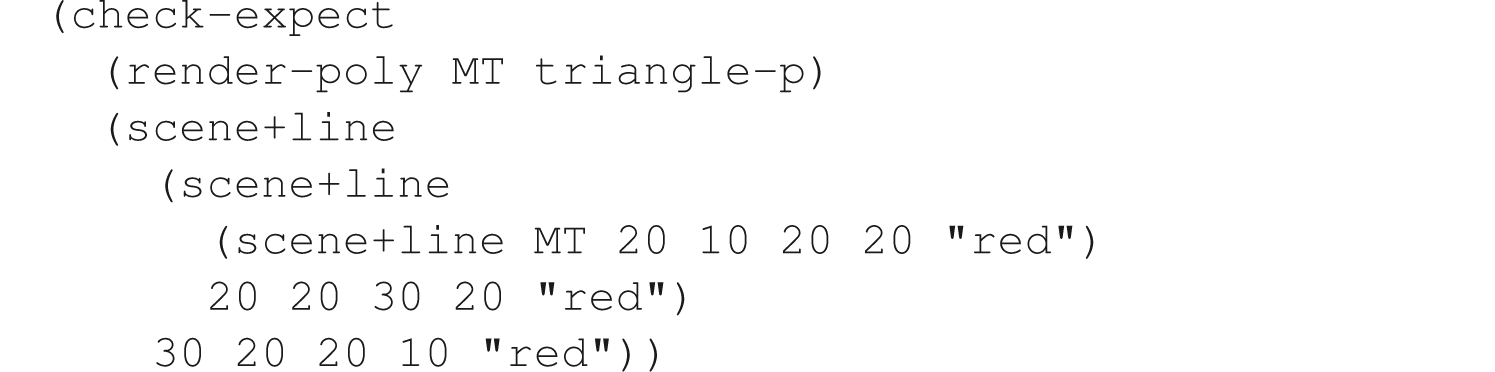 (check-expect
  (render-poly MT triangle-p)
  (scene+line
    (scene+line
      (scene+line MT 20 10 20 20 "red")
      20 20 30 20 "red")
    30 20 20 10 "red"))